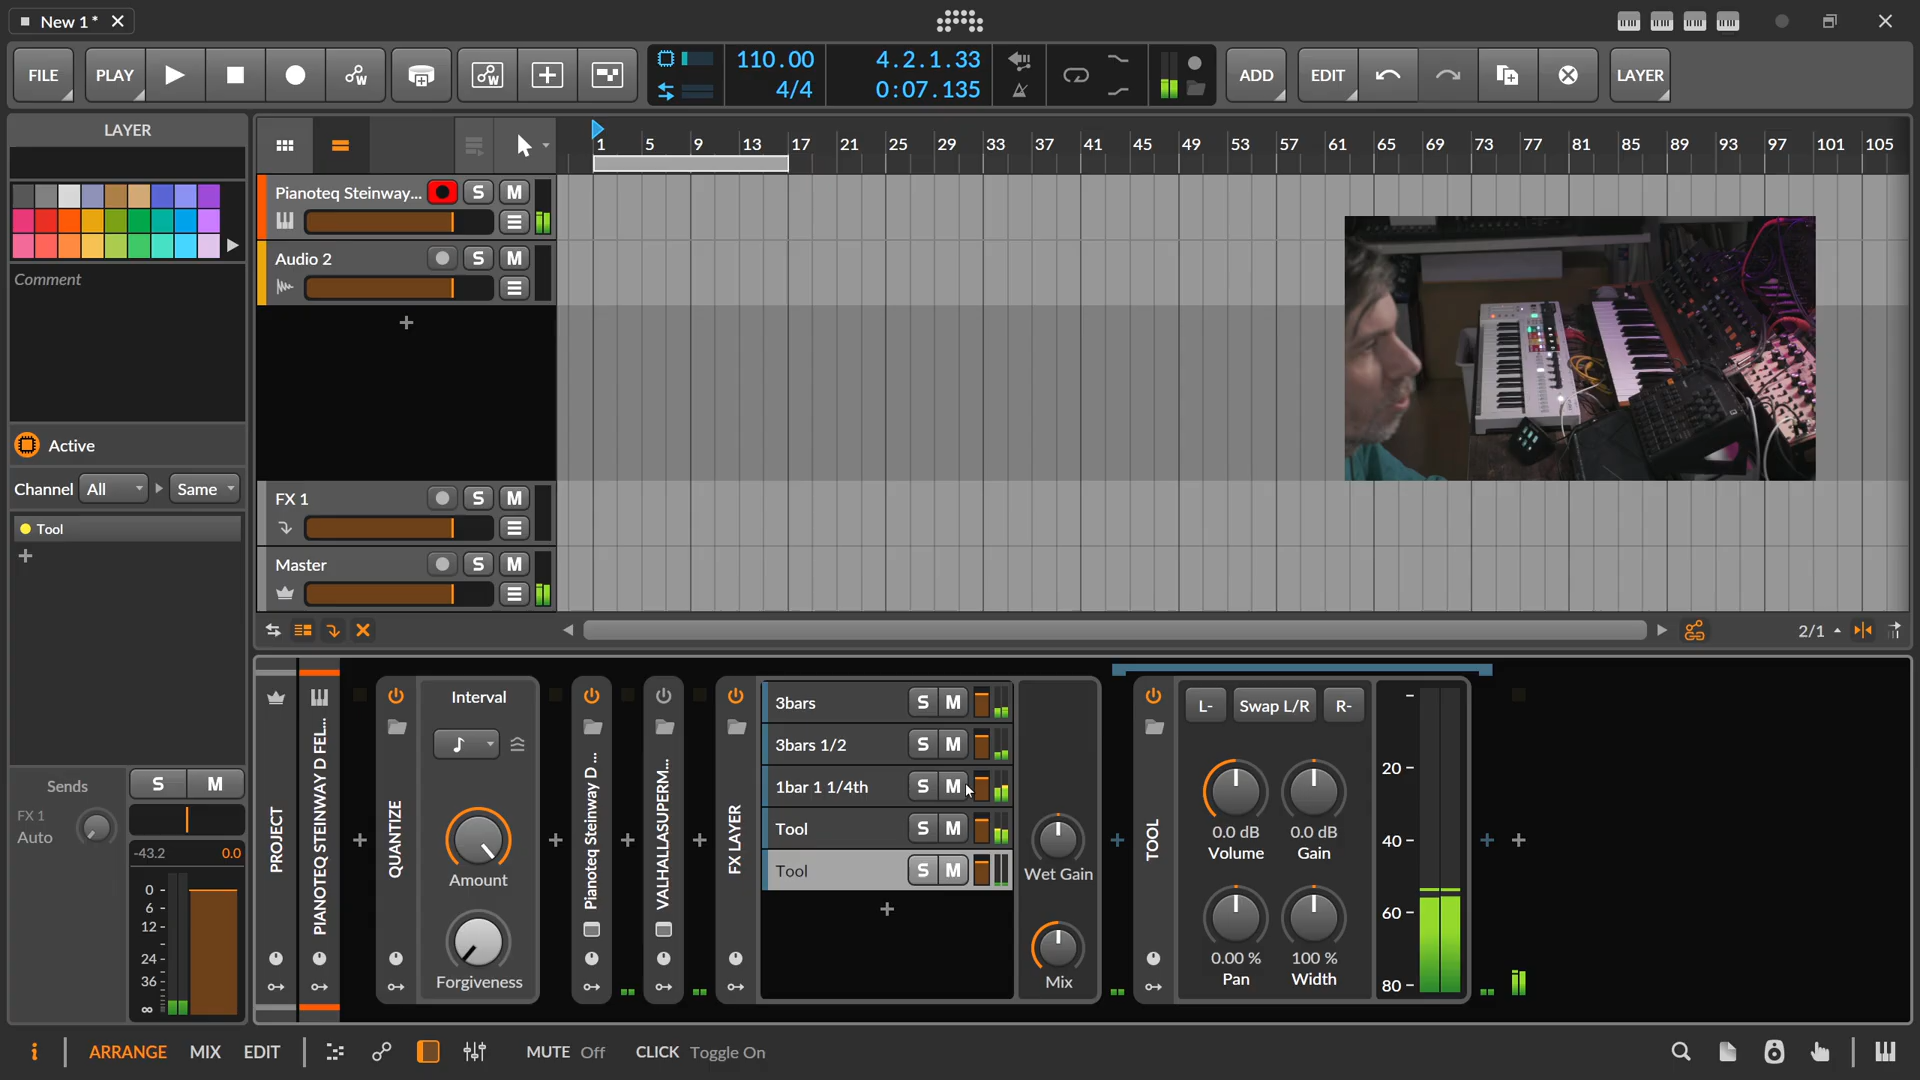 New 1 *
FILE
PLAY
110.00
4/4
4.2.1.33
0:07.135
ADD
EDIT
LAYER
LAYER
Comment
Active
Channel All Same
Tool
Sends
S M
FX 1
Auto
-43.2 0.0
0
6
12
24
36
∞
1 5 9 13 17 21 25 29 33 37 41 45 49 53 57 61 65 69 73 77 81 85 89 93 97 101 105
Pianoteq Steinway... S M
Audio 2 S M
FX 1 S M
Master S M
2/1
PROJECT
PIANOTEQ STEINWAY D FEL...
QUANTIZE
Interval
Amount
Forgiveness
Pianoteq Steinway D ...
VALHALLASUPERM...
FX LAYER
3bars S M
3bars 1/2 S M
1bar 1 1/4th S M
Tool S M
Tool S M
Wet Gain
Mix
TOOL
L- Swap L/R R-
0.0 dB
Volume
0.0 dB
Gain
0.00 %
Pan
100 %
Width
20
40
60
80
ARRANGE MIX EDIT
MUTE Off CLICK Toggle On